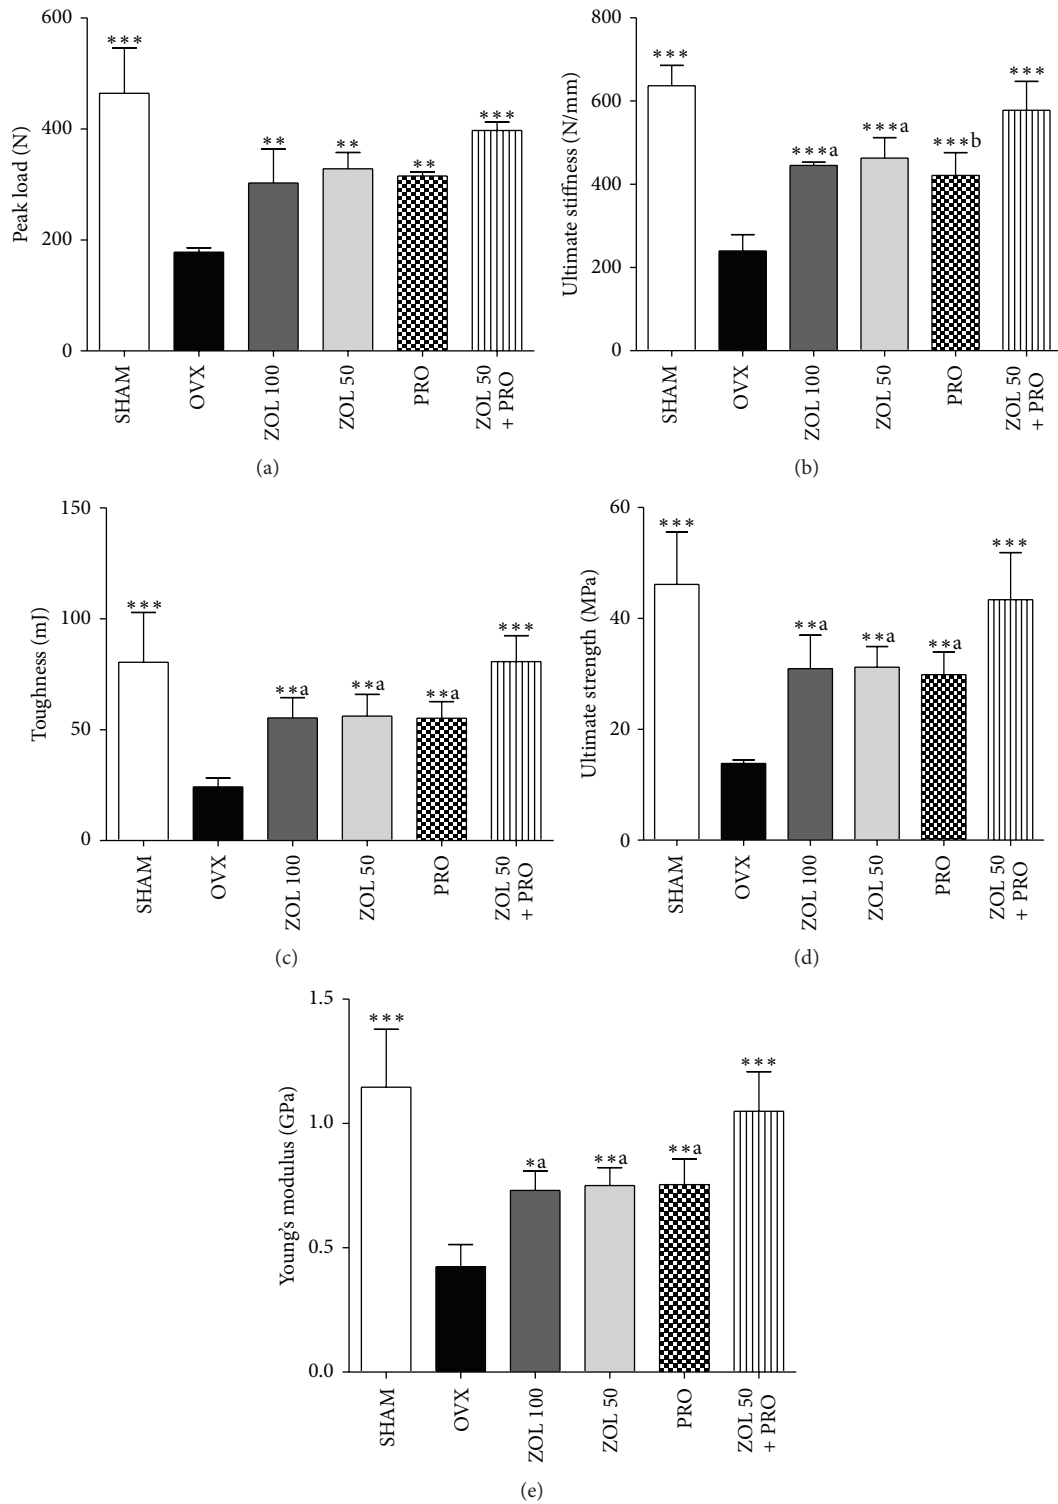 600
400
200
0
Peak load (N)
***
**
**
**
***
SHAM
OVX
ZOL 100
ZOL 50
PRO
ZOL 50
+ PRO
(a)
800
600
400
200
0
Ultimate stiffness (N/mm)
***
***a
***a
***b
***
SHAM
OVX
ZOL 100
ZOL 50
PRO
ZOL 50
+ PRO
(b)
150
100
50
0
Toughness (mJ)
***
**a
**a
**a
***
SHAM
OVX
ZOL 100
ZOL 50
PRO
ZOL 50
+ PRO
(c)
60
40
20
0
Ultimate strength (MPa)
***
**a
**a
**a
***
SHAM
OVX
ZOL 100
ZOL 50
PRO
ZOL 50
+ PRO
(d)
1.5
1.0
0.5
0.0
Young's modulus (GPa)
***
*a
**a
**a
***
SHAM
OVX
ZOL 100
ZOL 50
PRO
ZOL 50
+ PRO
(e)